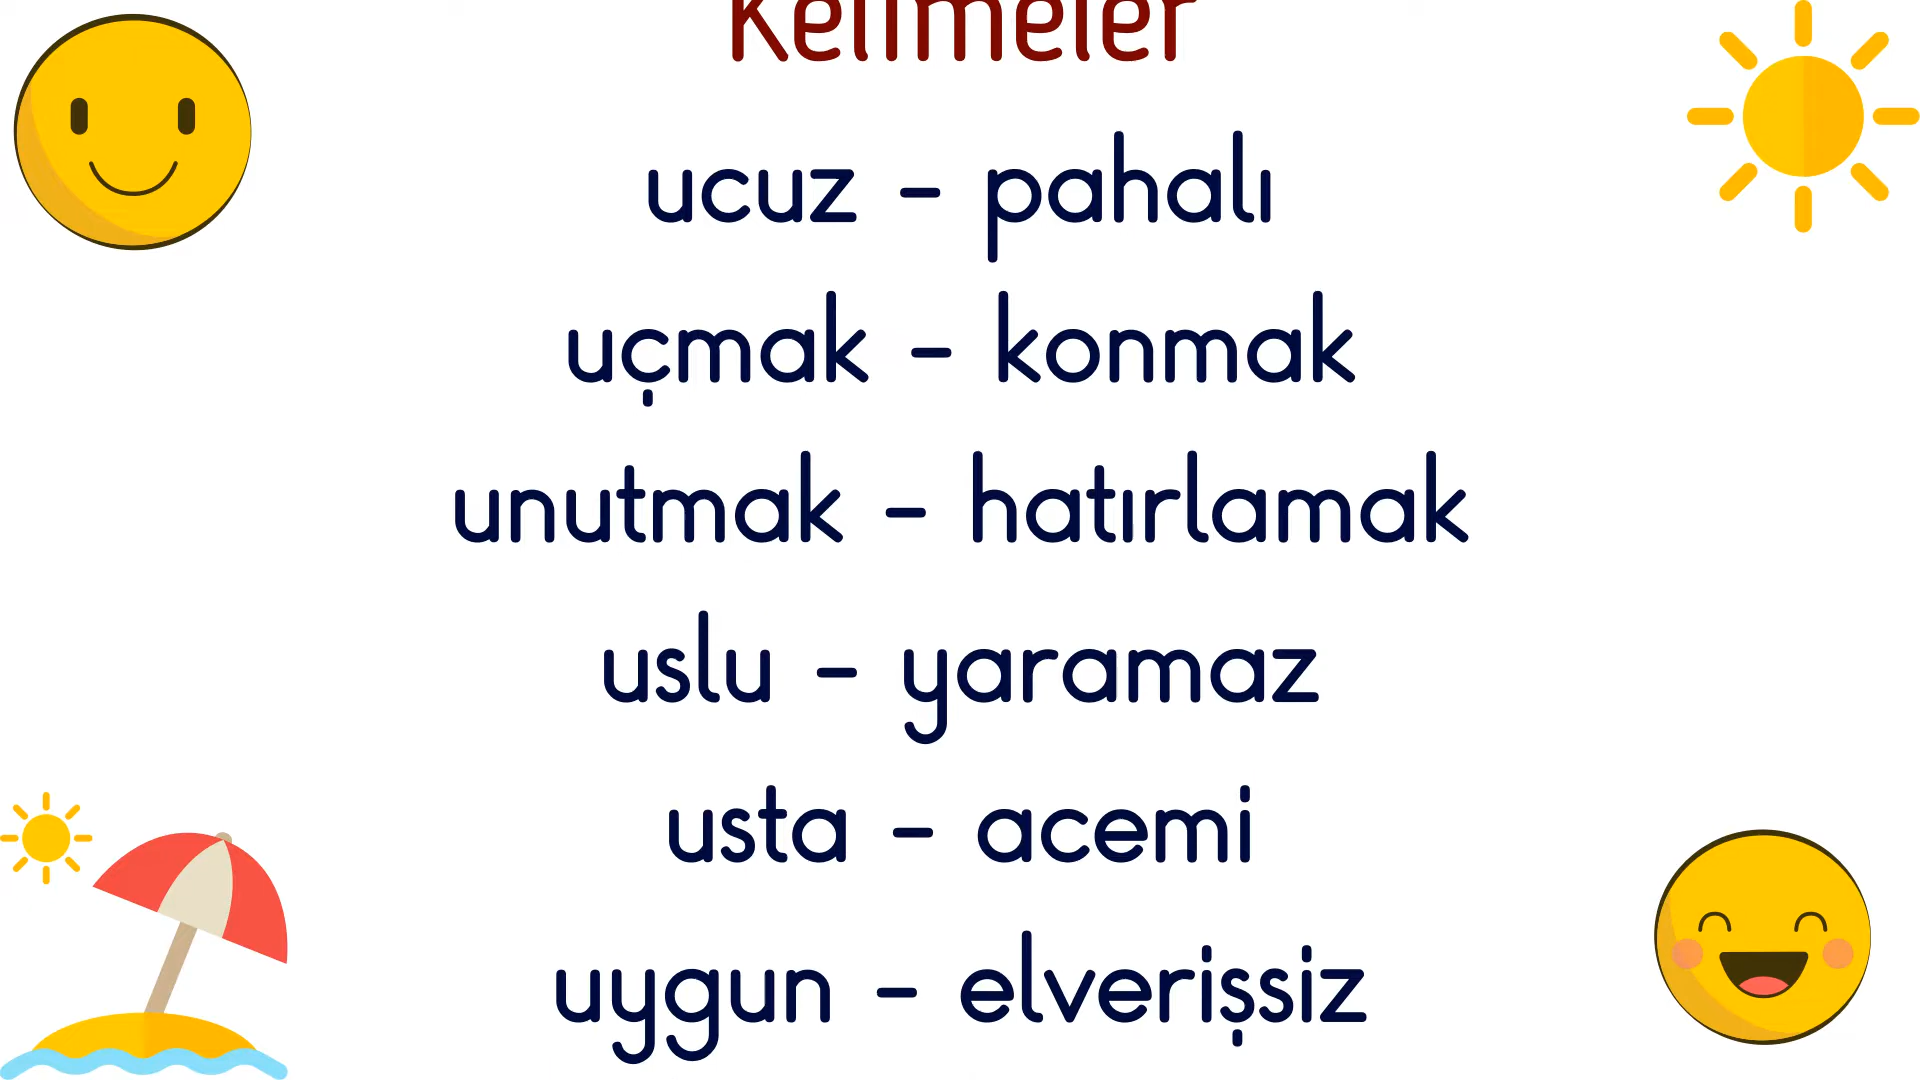 Kelimeler
ucuz - pahalı
uçmak - konmak
unutmak - hatırlamak
uslu - yaramaz
usta - acemi
uygun - elverişsiz